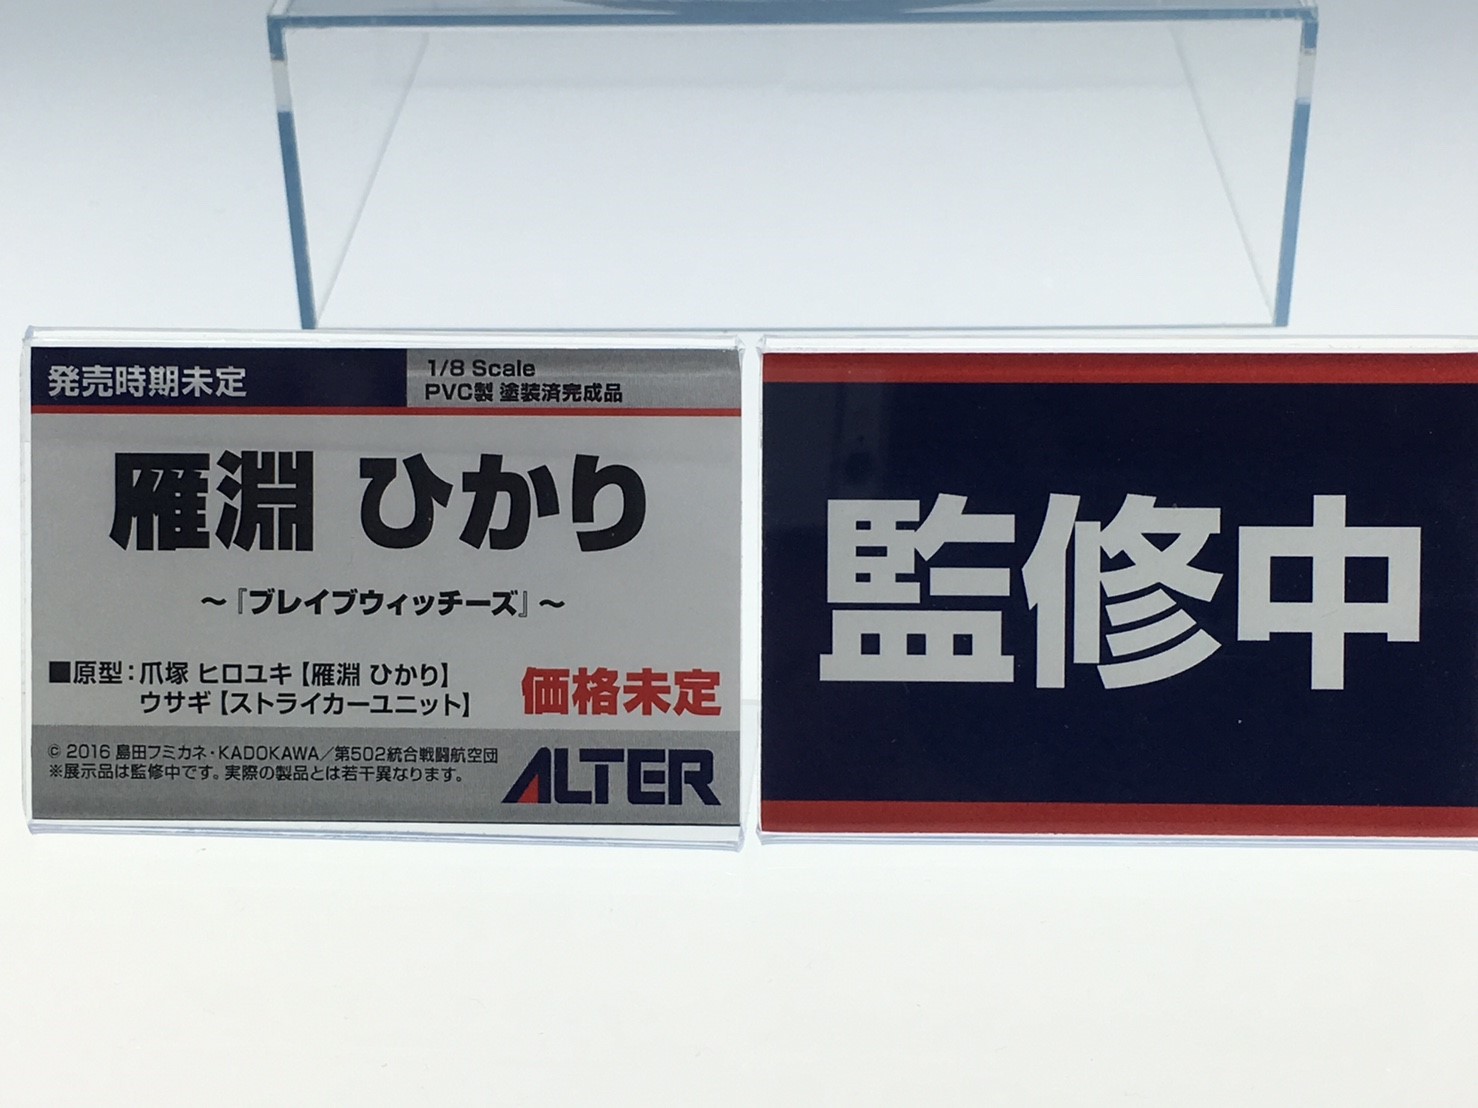 発売時期未定
1/8 Scale
PVC製 塗装済完成品
雁淵 ひかり
～『ブレイブウィッチーズ』～
■原型：爪塚 ヒロユキ【雁淵 ひかり】
ウサギ【ストライカーユニット】
価格未定
© 2016 島田フミカネ・KADOKAWA／第502統合戦闘航空団
※展示品は監修中です。実際の製品とは若干異なります。
ALTER
監修中